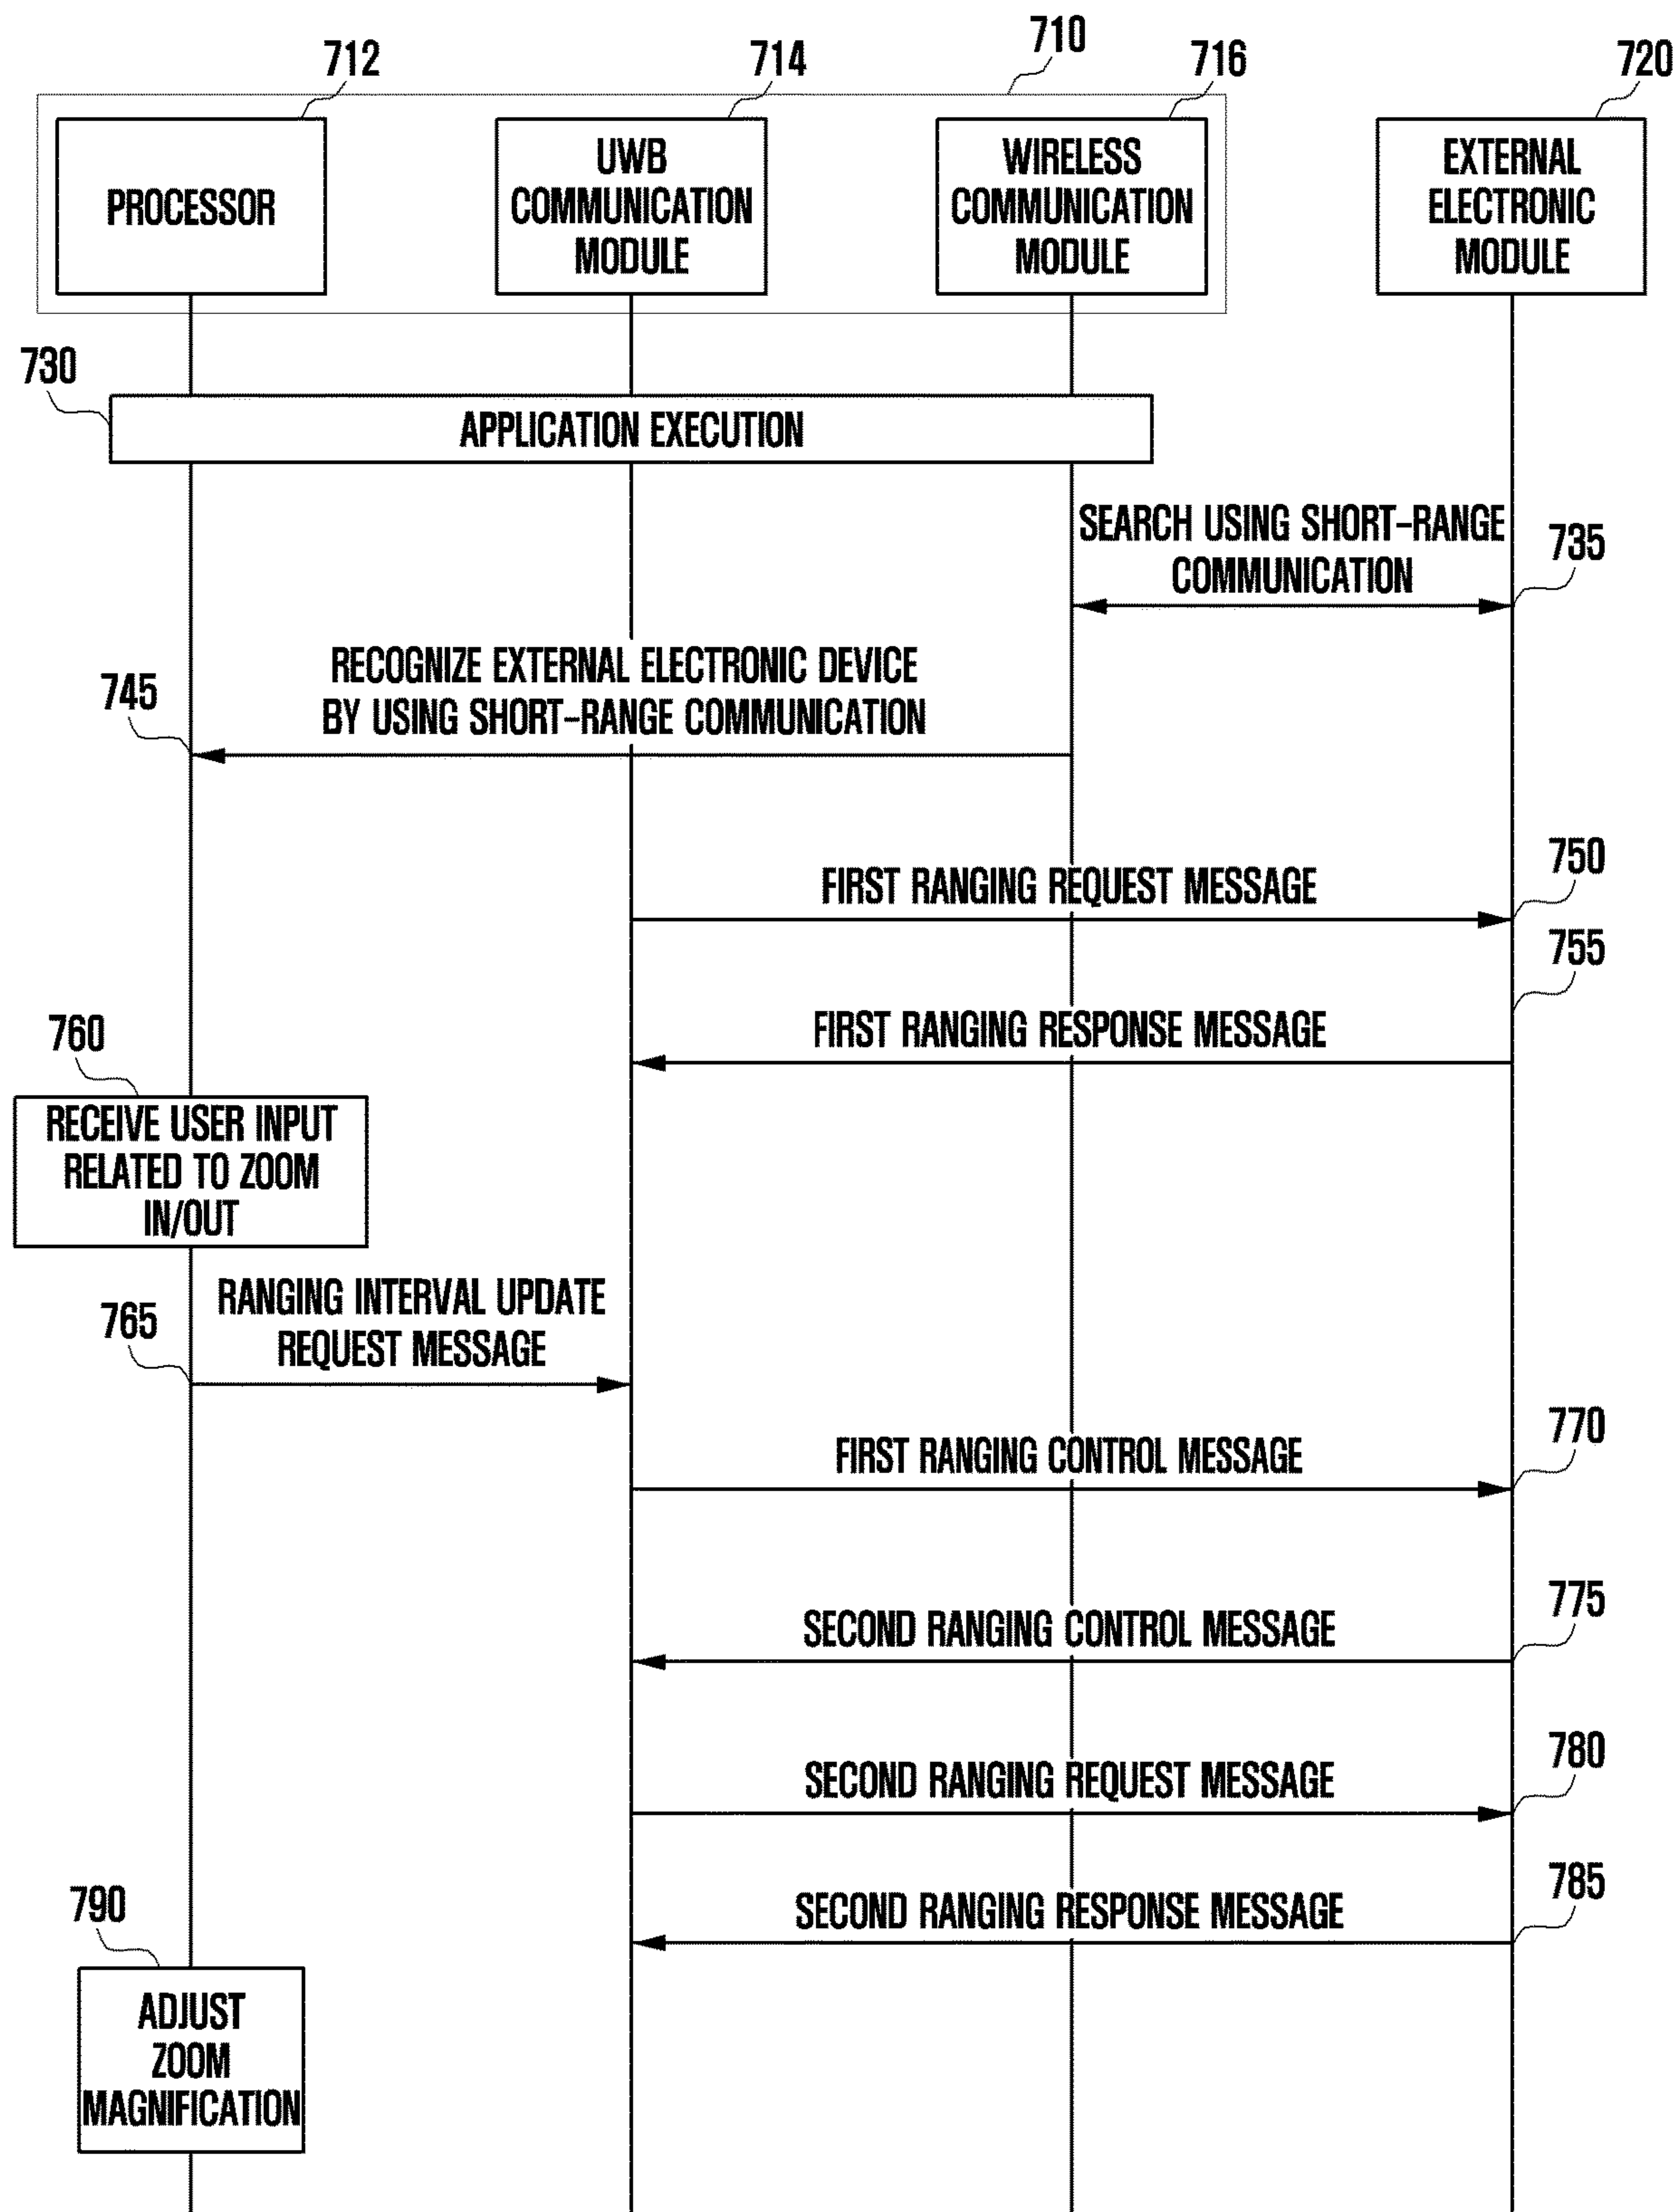 710
712
714
716
720
PROCESSOR
UWB
COMMUNICATION
MODULE
WIRELESS
COMMUNICATION
MODULE
EXTERNAL
ELECTRONIC
MODULE
730
APPLICATION EXECUTION
SEARCH USING SHORT-RANGE
COMMUNICATION
735
RECOGNIZE EXTERNAL ELECTRONIC DEVICE
BY USING SHORT-RANGE COMMUNICATION
745
FIRST RANGING REQUEST MESSAGE
750
755
FIRST RANGING RESPONSE MESSAGE
760
RECEIVE USER INPUT
RELATED TO ZOOM
IN/OUT
765
RANGING INTERVAL UPDATE
REQUEST MESSAGE
FIRST RANGING CONTROL MESSAGE
770
SECOND RANGING CONTROL MESSAGE
775
SECOND RANGING REQUEST MESSAGE
780
SECOND RANGING RESPONSE MESSAGE
785
790
ADJUST
ZOOM
MAGNIFICATION